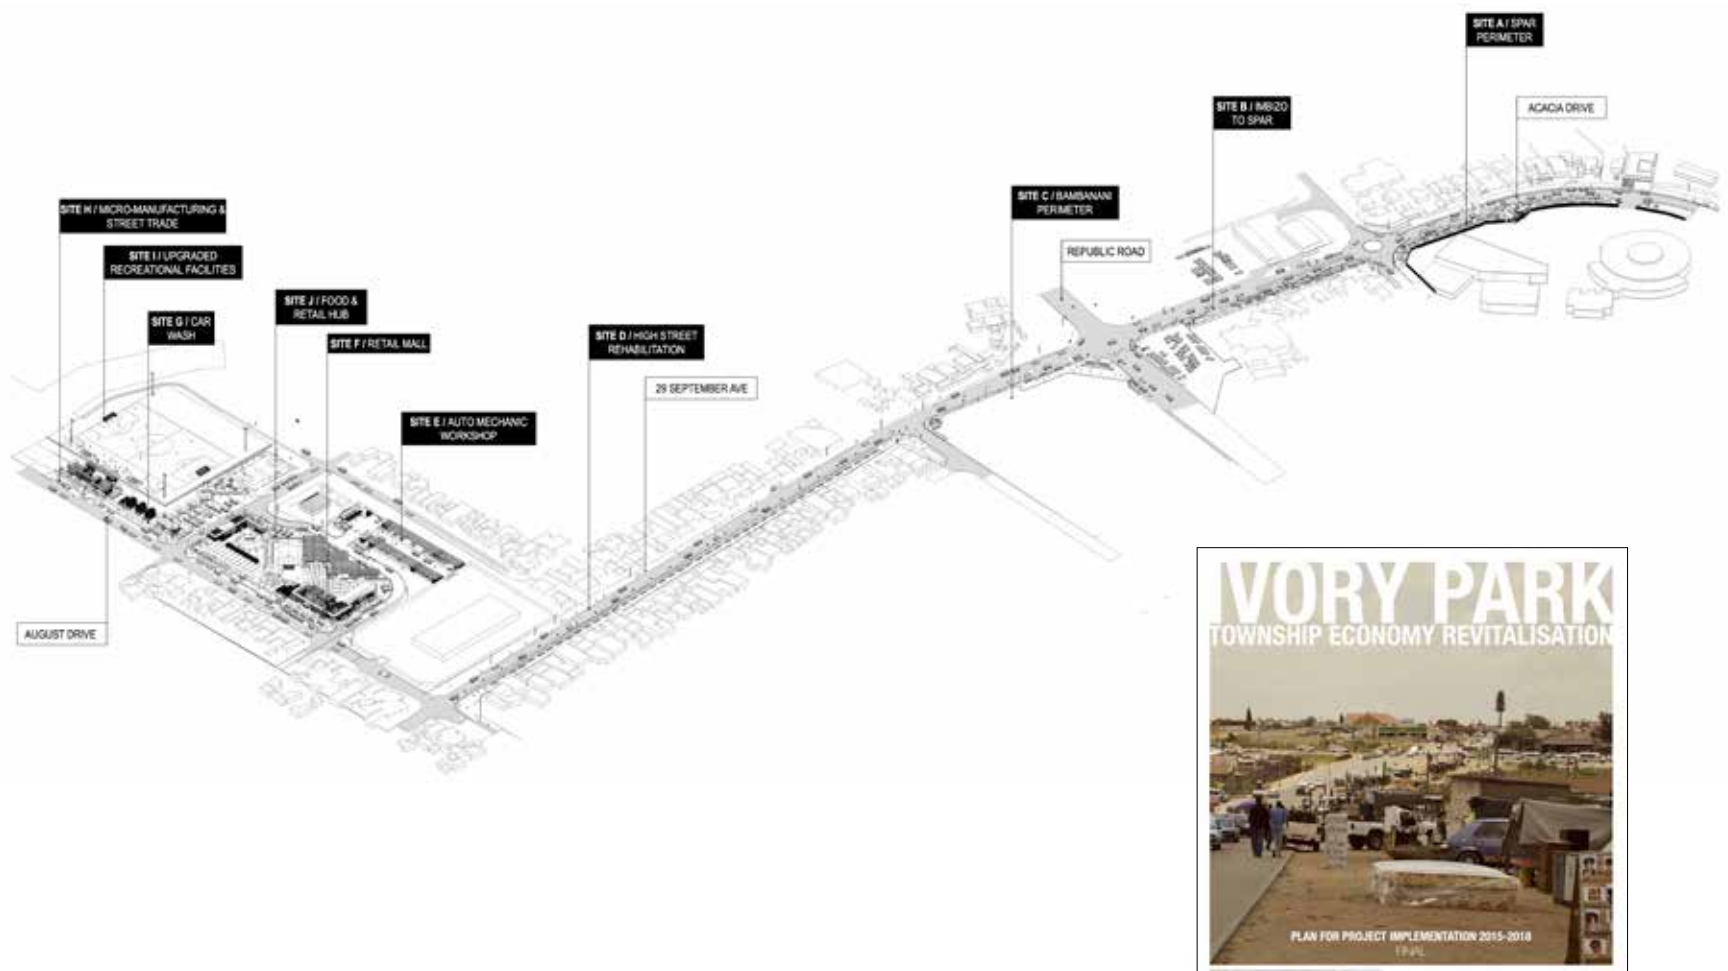 SITE A / SPAR
PERIMETER
SITE B / IMBIZO
TO SPAR
ACACIA DRIVE
SITE C / BAMBANANI
PERIMETER
REPUBLIC ROAD
SITE H / MICRO-MANUFACTURING &
STREET TRADE
SITE I / UPGRADED
RECREATIONAL FACILITIES
SITE J / FOOD &
RETAIL HUB
SITE G / CAR
WASH
SITE F / RETAIL MALL
SITE D / HIGH STREET
REHABILITATION
29 SEPTEMBER AVE
SITE E / AUTO MECHANIC
WORKSHOP
AUGUST DRIVE
IVORY PARK
TOWNSHIP ECONOMY REVITALISATION
PLAN FOR PROJECT IMPLEMENTATION 2015-2018
FINAL